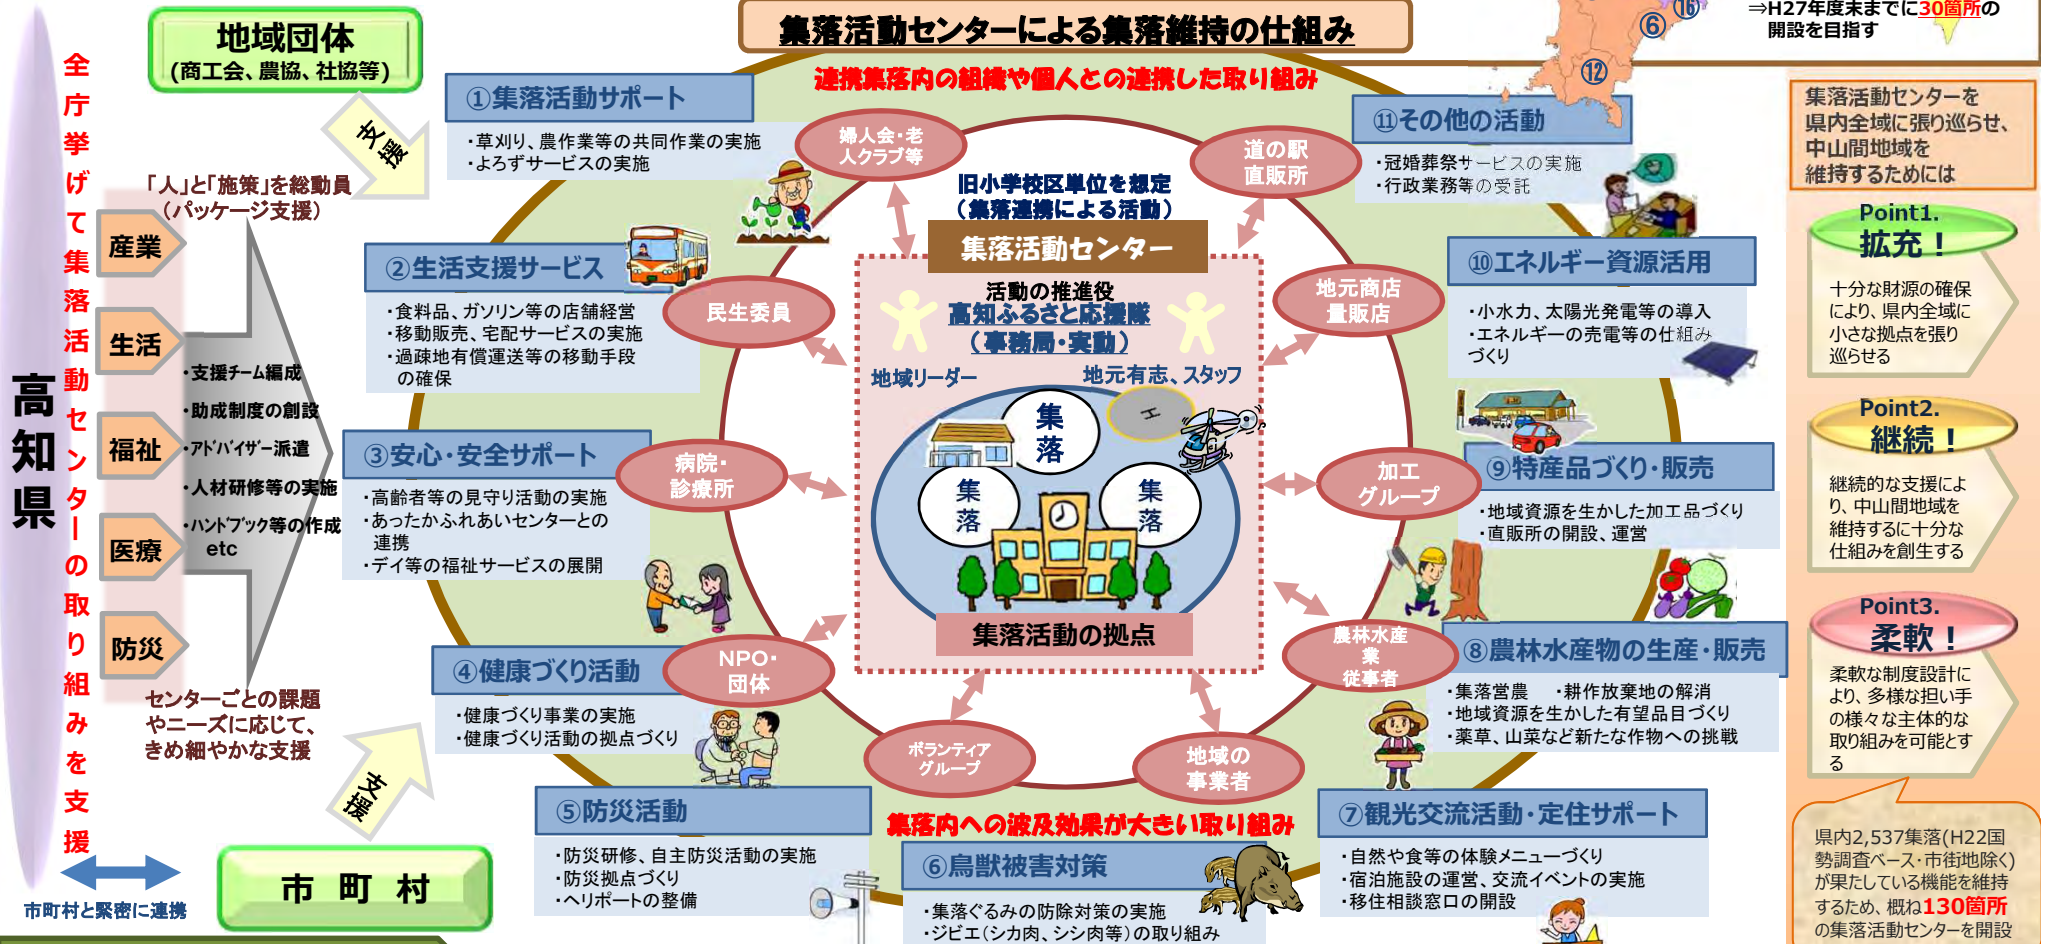 集落活動センターによる集落維持の仕組み
⑯
⑥
⑫
⇒H27年度末までに30箇所の
開設を目指す
地域団体
(商工会、農協、社協等)
支援
全庁挙げて集落活動センターの取り組みを支援
高知県
「人」と「施策」を総動員
(パッケージ支援)
産業
生活
福祉
医療
防災
・支援チーム編成
・助成制度の創設
・アドバイザー派遣
・人材研修等の実施
・ハンドブック等の作成
etc
センターごとの課題
やニーズに応じて、
きめ細やかな支援
支援
市町村
市町村と緊密に連携
連携集落内の組織や個人との連携した取り組み
①集落活動サポート
・草刈り、農作業等の共同作業の実施
・よろずサービスの実施
②生活支援サービス
・食料品、ガソリン等の店舗経営
・移動販売、宅配サービスの実施
・過疎地有償運送等の移動手段
の確保
③安心・安全サポート
・高齢者等の見守り活動の実施
・あったかふれあいセンターとの
連携
・デイ等の福祉サービスの展開
④健康づくり活動
・健康づくり事業の実施
・健康づくり活動の拠点づくり
⑤防災活動
・防災研修、自主防災活動の実施
・防災拠点づくり
・ヘリポートの整備
集落内への波及効果が大きい取り組み
⑥鳥獣被害対策
・集落ぐるみの防除対策の実施
・ジビエ(シカ肉、シシ肉等)の取り組み
⑦観光交流活動・定住サポート
・自然や食等の体験メニューづくり
・宿泊施設の運営、交流イベントの実施
・移住相談窓口の開設
⑧農林水産物の生産・販売
・集落営農　・耕作放棄地の解消
・地域資源を生かした有望品目づくり
・薬草、山菜など新たな作物への挑戦
⑨特産品づくり・販売
・地域資源を生かした加工品づくり
・直販所の開設、運営
⑩エネルギー資源活用
・小水力、太陽光発電等の導入
・エネルギーの売電等の仕組み
づくり
⑪その他の活動
・冠婚葬祭サービスの実施
・行政業務等の受託
婦人会・老
人クラブ等
道の駅
直販所
民生委員
地元商店
量販店
病院・
診療所
加工
グループ
NPO・
団体
農林水産
業
従事者
ボランティア
グループ
地域の
事業者
旧小学校区単位を想定
(集落連携による活動)
集落活動センター
活動の推進役
高知ふるさと応援隊
(事務局・実動)
地域リーダー
地元有志、スタッフ
集落
H
集落
集落
集落活動の拠点
集落活動センターを
県内全域に張り巡らせ、
中山間地域を
維持するためには
Point1.
拡充！
十分な財源の確保
により、県内全域に
小さな拠点を張り
巡らせる
Point2.
継続！
継続的な支援によ
り、中山間地域を
維持するに十分な
仕組みを創生する
Point3.
柔軟！
柔軟な制度設計に
より、多様な担い手
の様々な主体的な
取り組みを可能とす
る
県内2,537集落(H22国
勢調査ベース・市街地除く)
が果たしている機能を維持
するため、概ね130箇所
の集落活動センターを開設